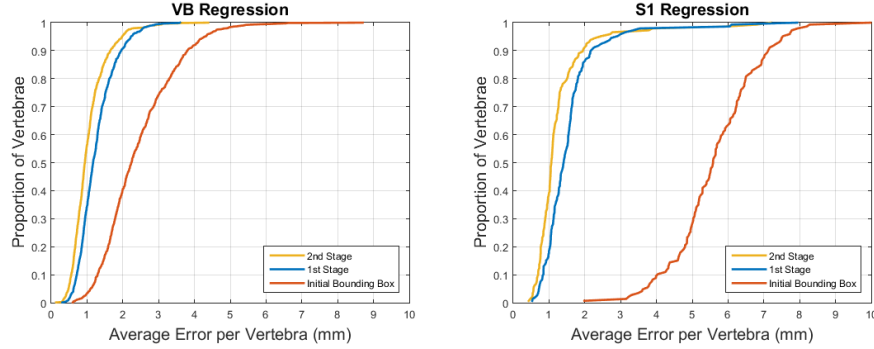 VB Regression
1
0.9
0.8
0.7
0.6
0.5
0.4
0.3
0.2
0.1
0
Proportion of Vertebrae
2nd Stage
1st Stage
Initial Bounding Box
0 1 2 3 4 5 6 7 8 9 10
Average Error per Vertebra (mm)
S1 Regression
1
0.9
0.8
0.7
0.6
0.5
0.4
0.3
0.2
0.1
0
Proportion of Vertebrae
2nd Stage
1st Stage
Initial Bounding Box
0 1 2 3 4 5 6 7 8 9 10
Average Error per Vertebra (mm)